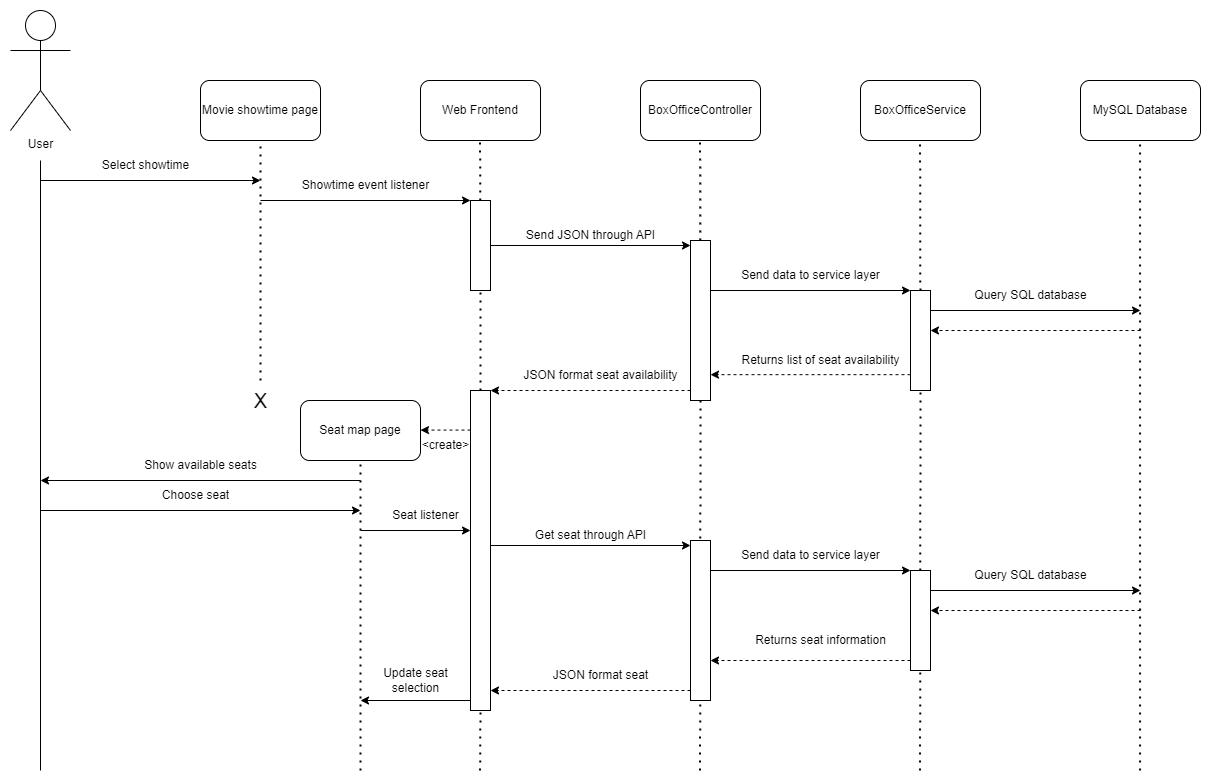 User
Movie showtime page
Web Frontend
BoxOfficeController
BoxOfficeService
MySQL Database
Select showtime
Showtime event listener
Send JSON through API
Send data to service layer
Query SQL database
Returns list of seat availability
JSON format seat availability
X
Seat map page
<create>
Show available seats
Choose seat
Seat listener
Get seat through API
Send data to service layer
Query SQL database
Returns seat information
JSON format seat
Update seat
selection